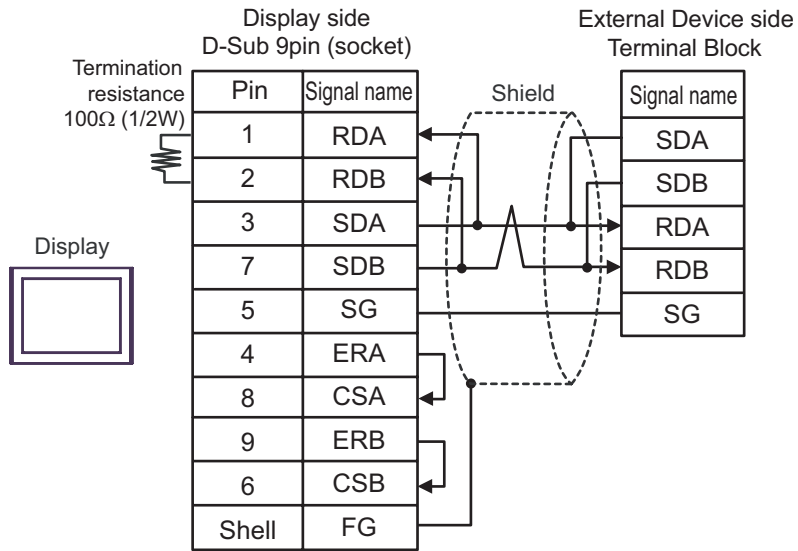 Display side
D-Sub 9pin (socket)
External Device side
Terminal Block
Termination
resistance
100Ω (1/2W)
Pin Signal name
Shield
Signal name
1 RDA
SDA
2 RDB
SDB
3 SDA
RDA
Display
7 SDB
RDB
5 SG
SG
4 ERA
8 CSA
9 ERB
6 CSB
Shell FG